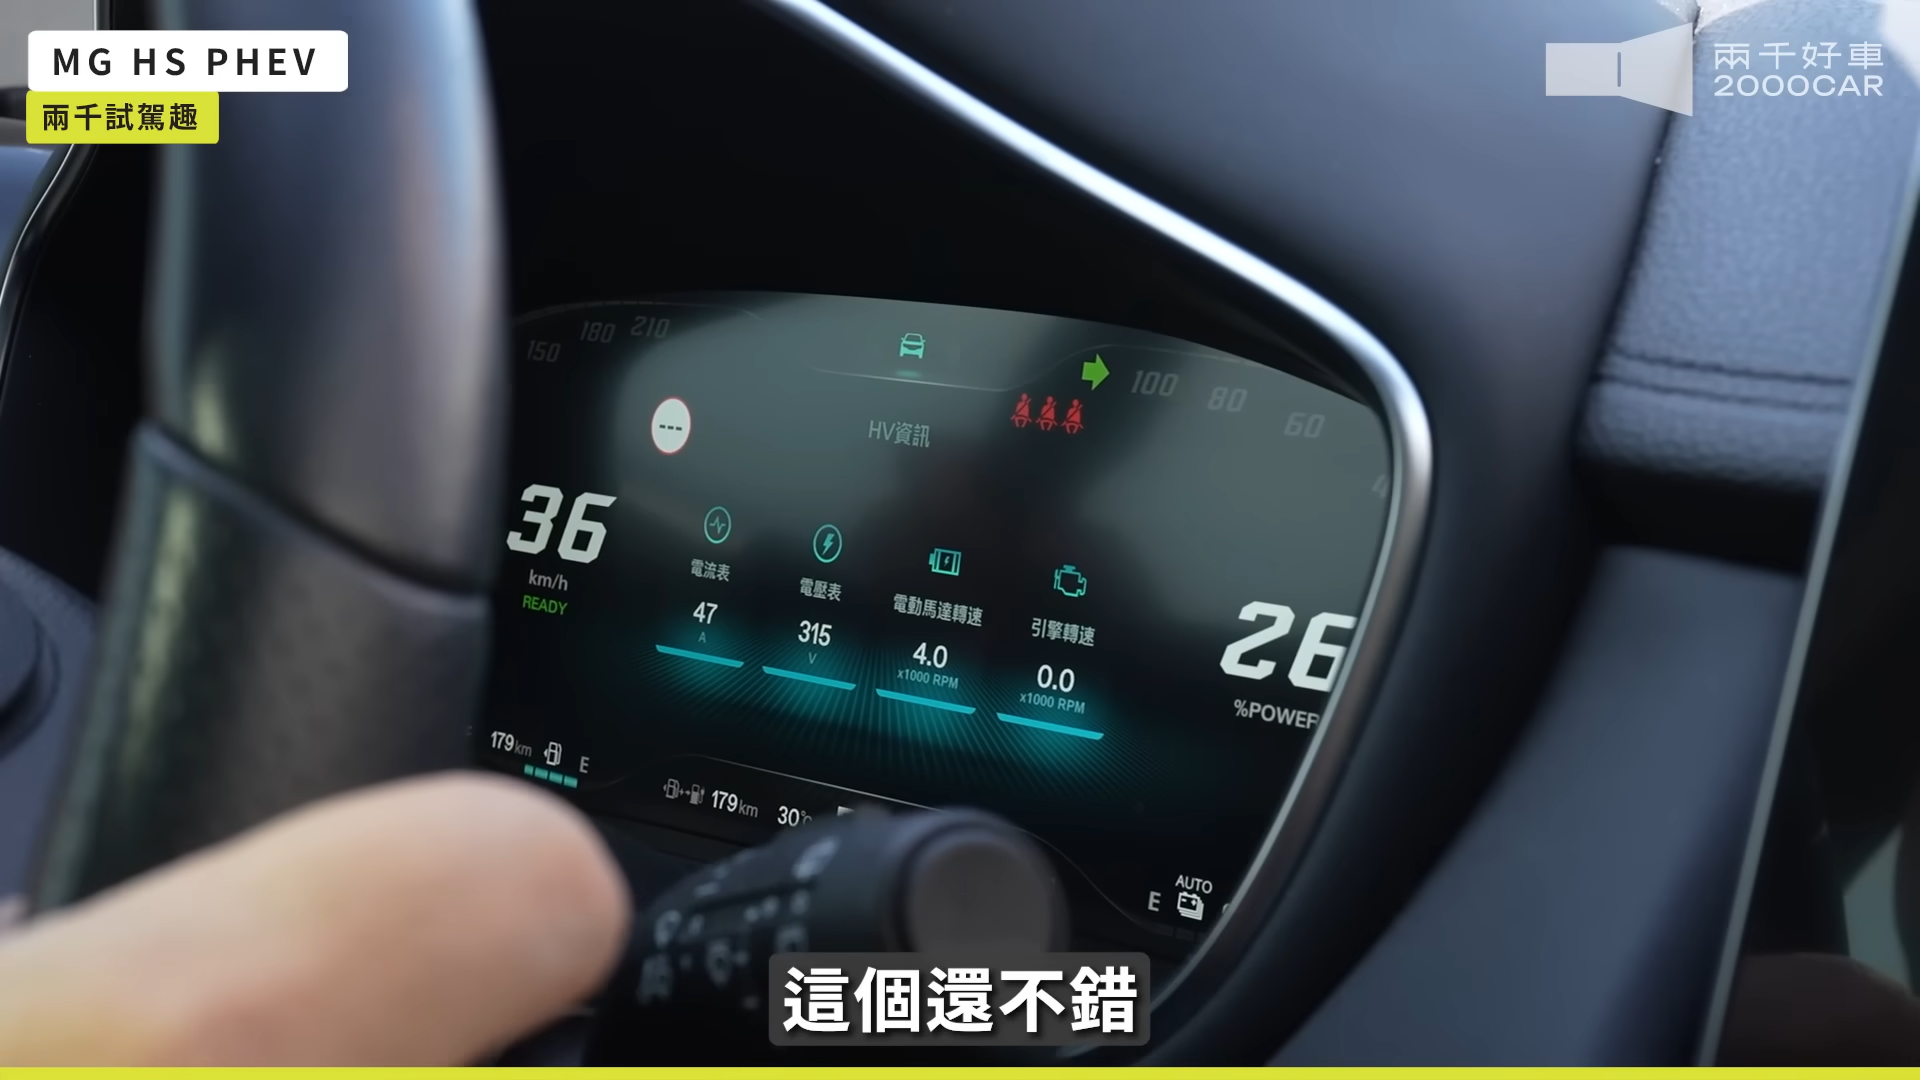 MG HS PHEV
兩千試駕趣
兩千好車
2000CAR
150 180 210
100 80 60
---
HV資訊
36
km/h
READY
電流表
47
A
電壓表
315
V
電動馬達轉速
4.0
x1000 RPM
引擎轉速
0.0
x1000 RPM
26
%POWER
179km E
179km 30℃
AUTO
E
這個還不錯